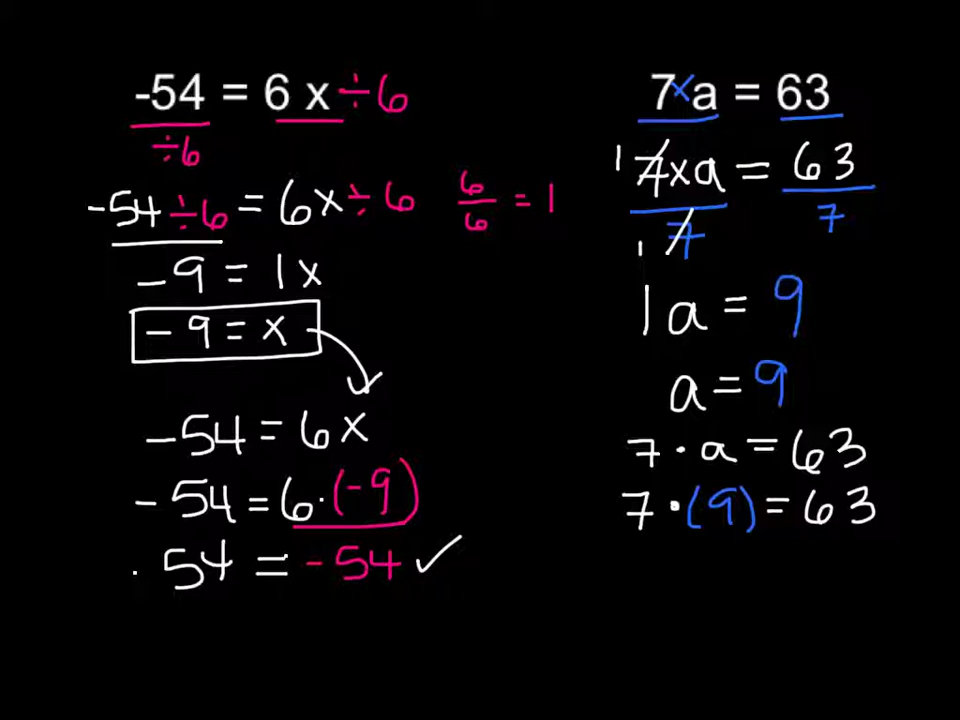 -54 = 6 x ÷6
÷6
-54 ÷6 = 6x ÷6
6/6 = 1
-9 = 1x
-9 = x
-54 = 6x
-54 = 6·(-9)
. 54 = -54 ✓
7 × a = 63
1 7xa = 63
1 7 7
1a = 9
a = 9
7 · a = 63
7 · (9) = 63